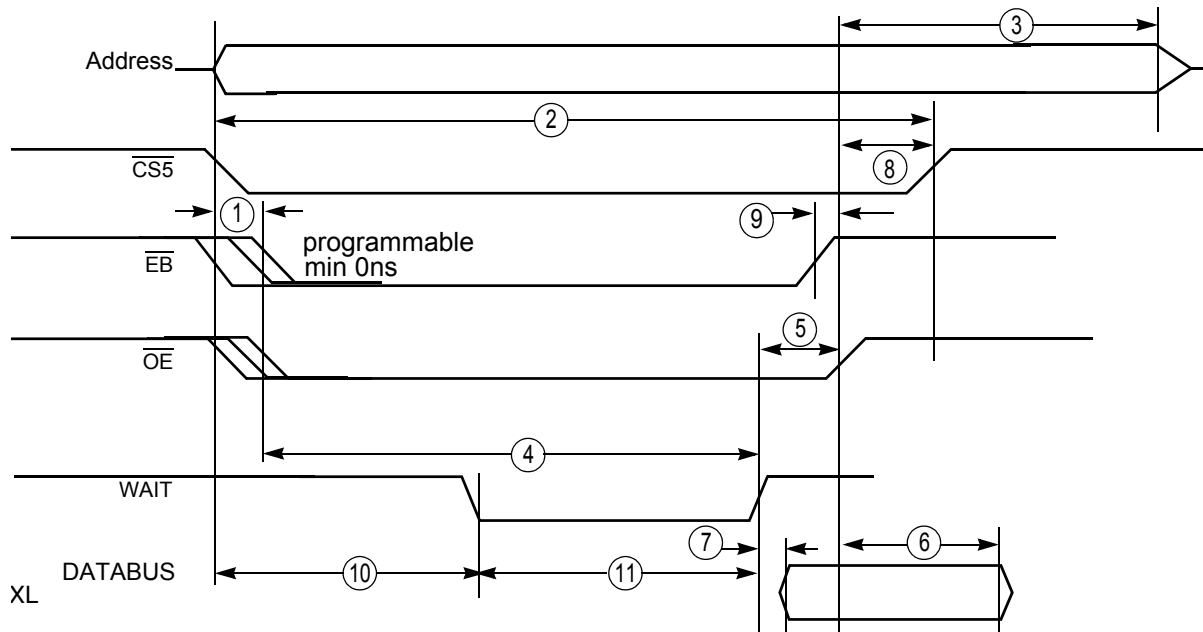 3
Address
2
CS5
8
1
9
programmable
min 0ns
EB
5
OE
4
WAIT
7
6
DATABUS
10
11
XL